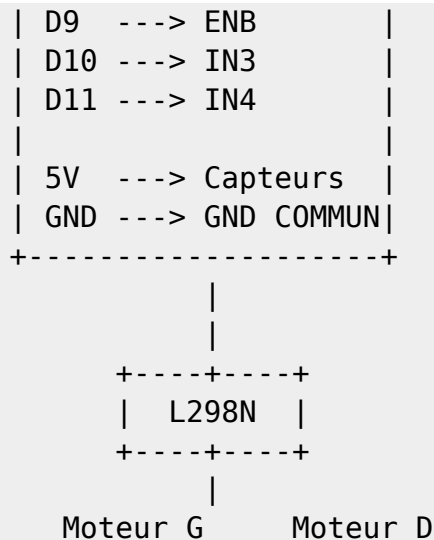 | D9  ---> ENB       |
| D10 ---> IN3       |
| D11 ---> IN4       |
|                    |
| 5V  ---> Capteurs  |
| GND ---> GND COMMUN|
+--------------------+
           |
           |
      +----+----+
      |  L298N  |
      +----+----+
           |
   Moteur G     Moteur D